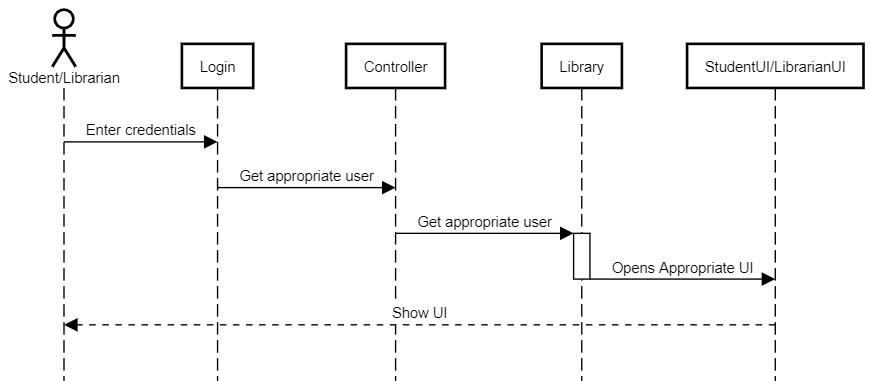 Student/Librarian
Login
Controller
Library
StudentUI/LibrarianUI
Enter credentials
Get appropriate user
Get appropriate user
Opens Appropriate UI
Show UI